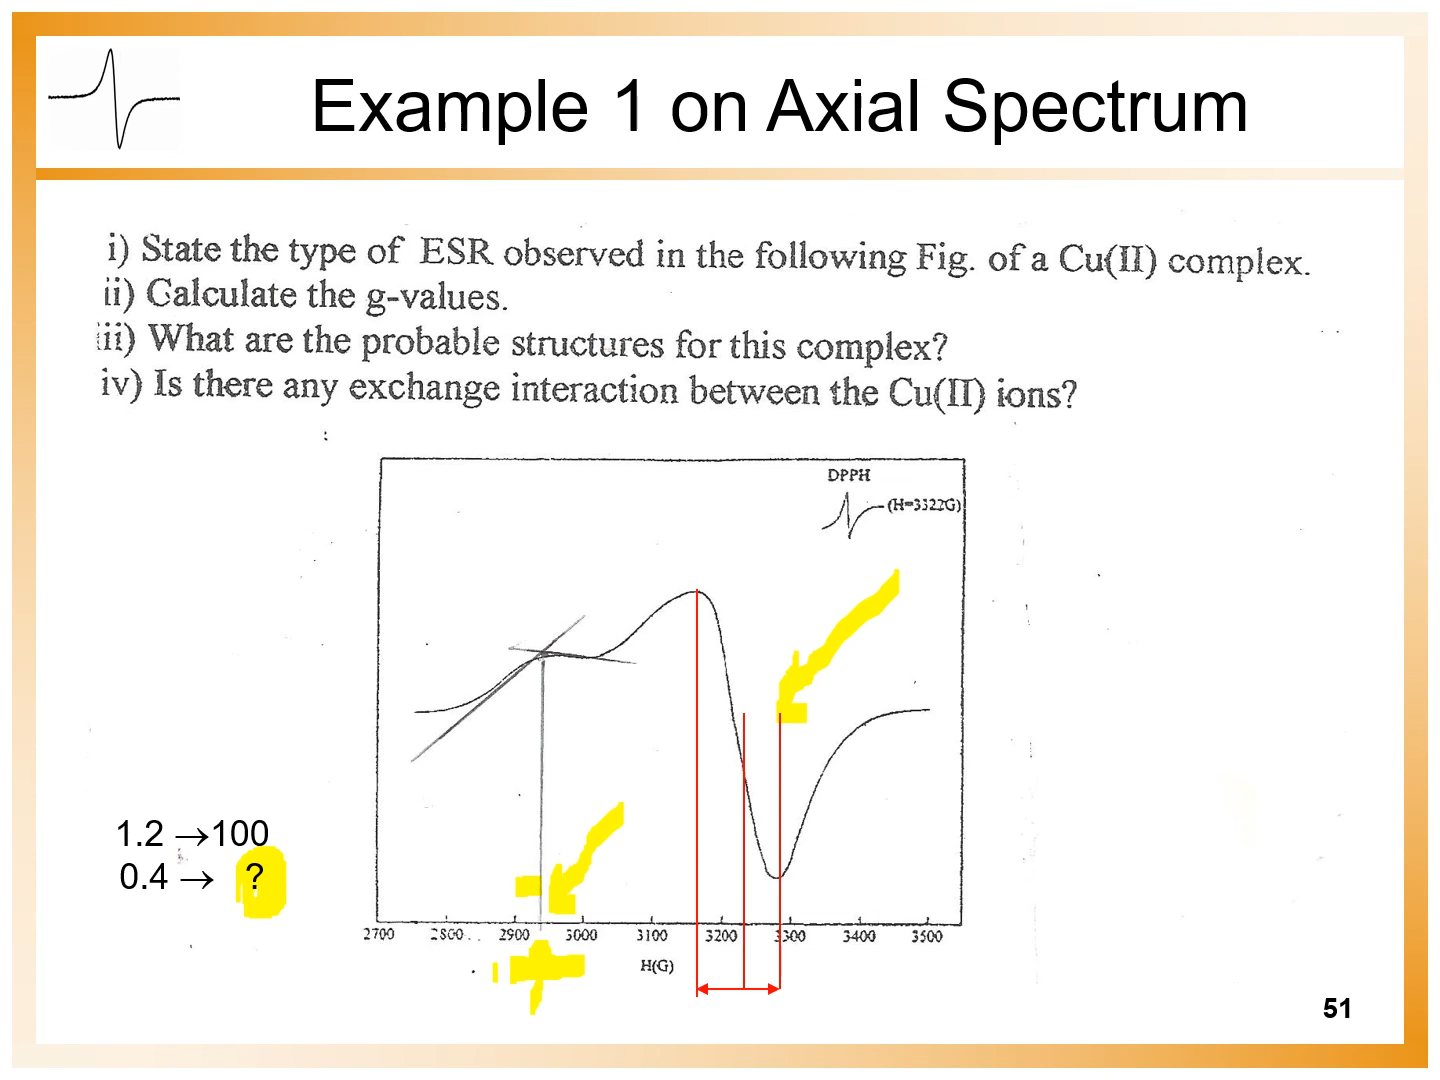 Example 1 on Axial Spectrum
i) State the type of ESR observed in the following Fig. of a Cu(II) complex.
ii) Calculate the g-values.
iii) What are the probable structures for this complex?
iv) Is there any exchange interaction between the Cu(II) ions?
DPPH
(H=3322G)
1.2 →100
0.4 → ?
2700 2800 2900 3000 3100 3200 3300 3400 3500
H(G)
51